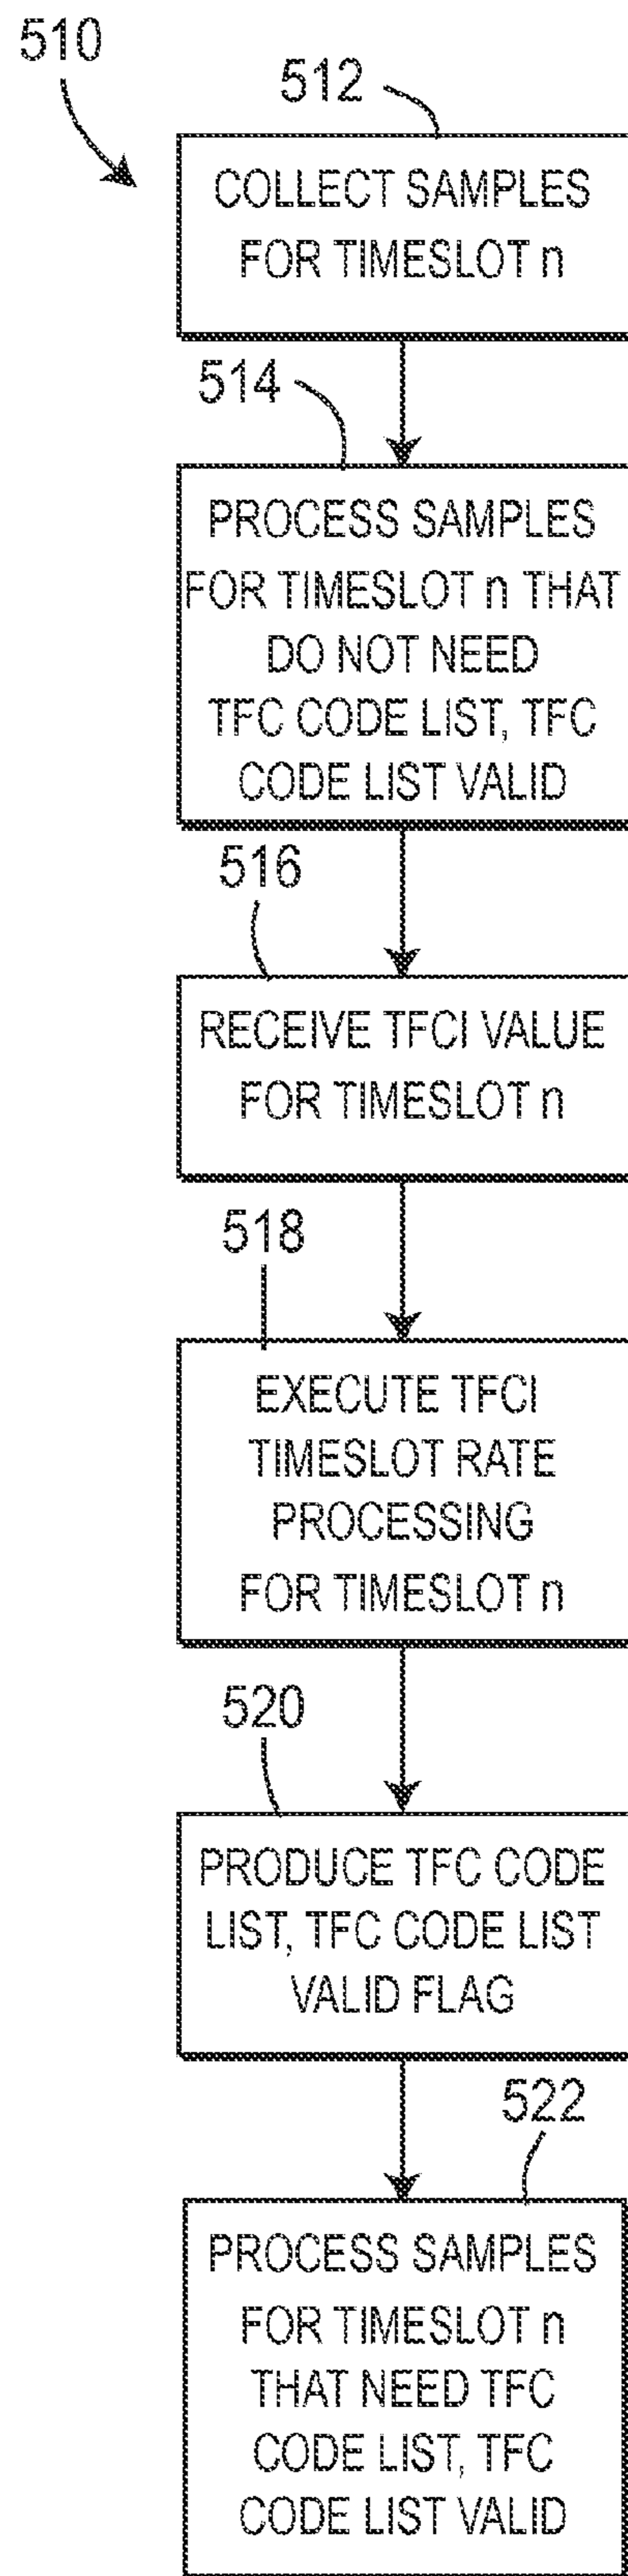 510
512
COLLECT SAMPLES
FOR TIMESLOT n
514
PROCESS SAMPLES
FOR TIMESLOT n THAT
DO NOT NEED
TFC CODE LIST, TFC
CODE LIST VALID
516
RECEIVE TFCI VALUE
FOR TIMESLOT n
518
EXECUTE TFCI
TIMESLOT RATE
PROCESSING
FOR TIMESLOT n
520
PRODUCE TFC CODE
LIST, TFC CODE LIST
VALID FLAG
522
PROCESS SAMPLES
FOR TIMESLOT n
THAT NEED TFC
CODE LIST, TFC
CODE LIST VALID